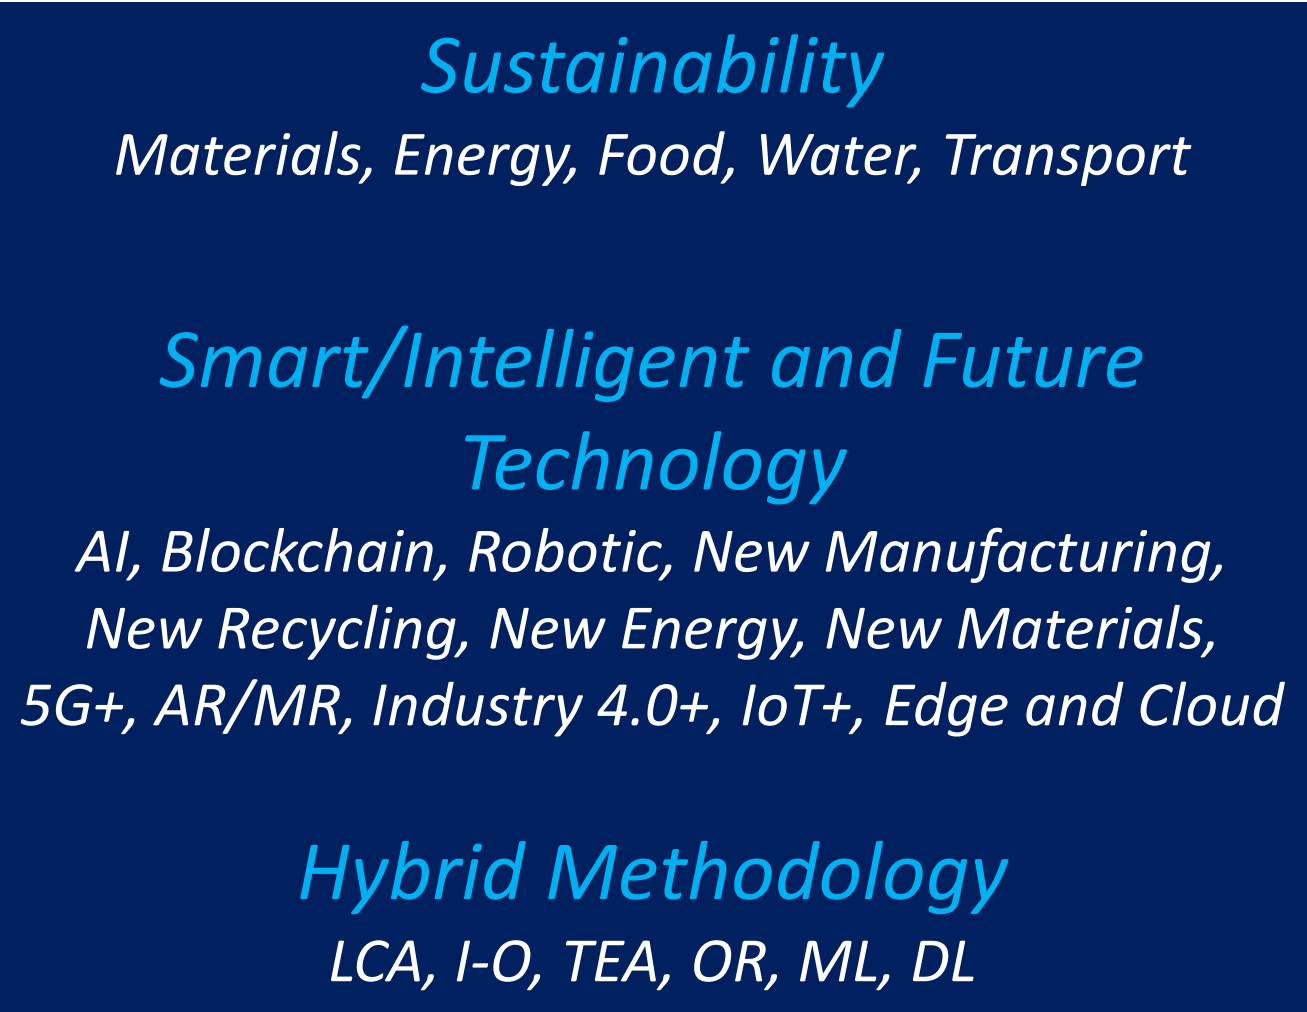 Sustainability
Materials, Energy, Food, Water, Transport
Smart/Intelligent and Future
Technology
AI, Blockchain, Robotic, New Manufacturing,
New Recycling, New Energy, New Materials,
5G+, AR/MR, Industry 4.0+, IoT+, Edge and Cloud
Hybrid Methodology
LCA, I-O, TEA, OR, ML, DL